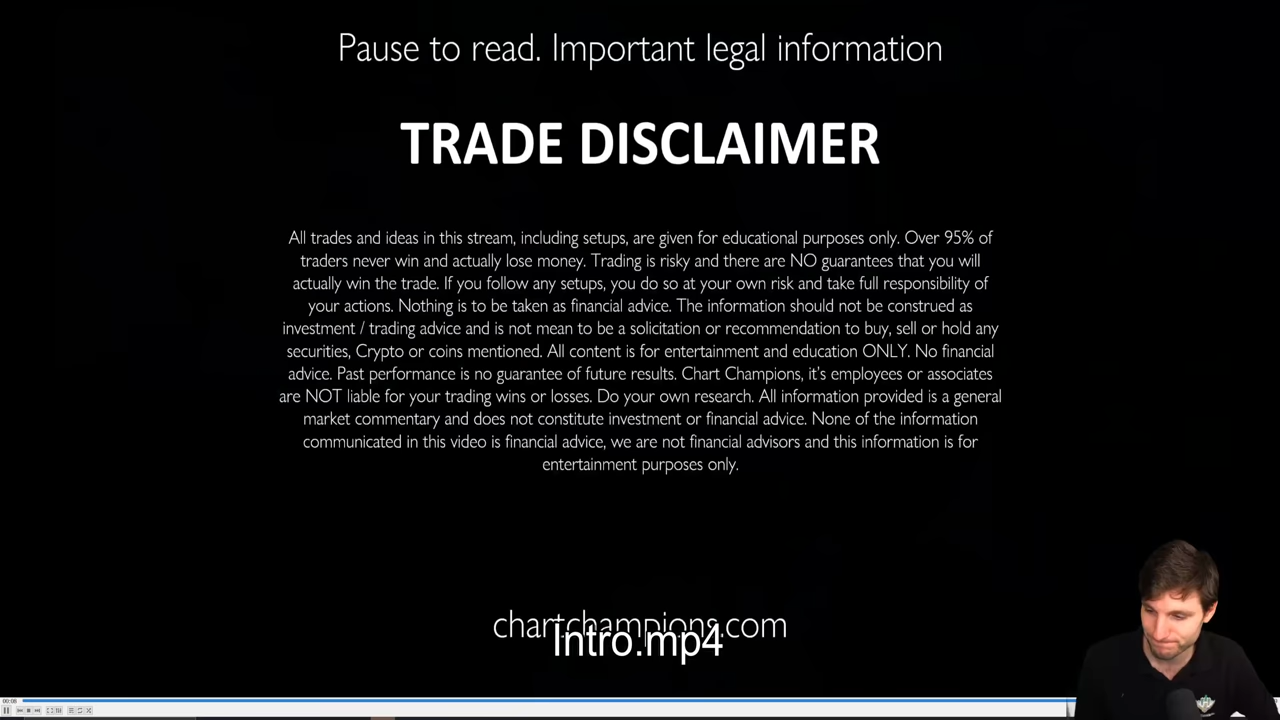 Pause to read. Important legal information
TRADE DISCLAIMER
All trades and ideas in this stream, including setups, are given for educational purposes only. Over 95% of
traders never win and actually lose money. Trading is risky and there are NO guarantees that you will
actually win the trade. If you follow any setups, you do so at your own risk and take full responsibility of
your actions. Nothing is to be taken as financial advice. The information should not be construed as
investment / trading advice and is not mean to be a solicitation or recommendation to buy, sell or hold any
securities, Crypto or coins mentioned. All content is for entertainment and education ONLY. No financial
advice. Past performance is no guarantee of future results. Chart Champions, it's employees or associates
are NOT liable for your trading wins or losses. Do your own research. All information provided is a general
market commentary and does not constitute investment or financial advice. None of the information
communicated in this video is financial advice, we are not financial advisors and this information is for
entertainment purposes only.
chartchampions.com
Intro.mp4
00:06